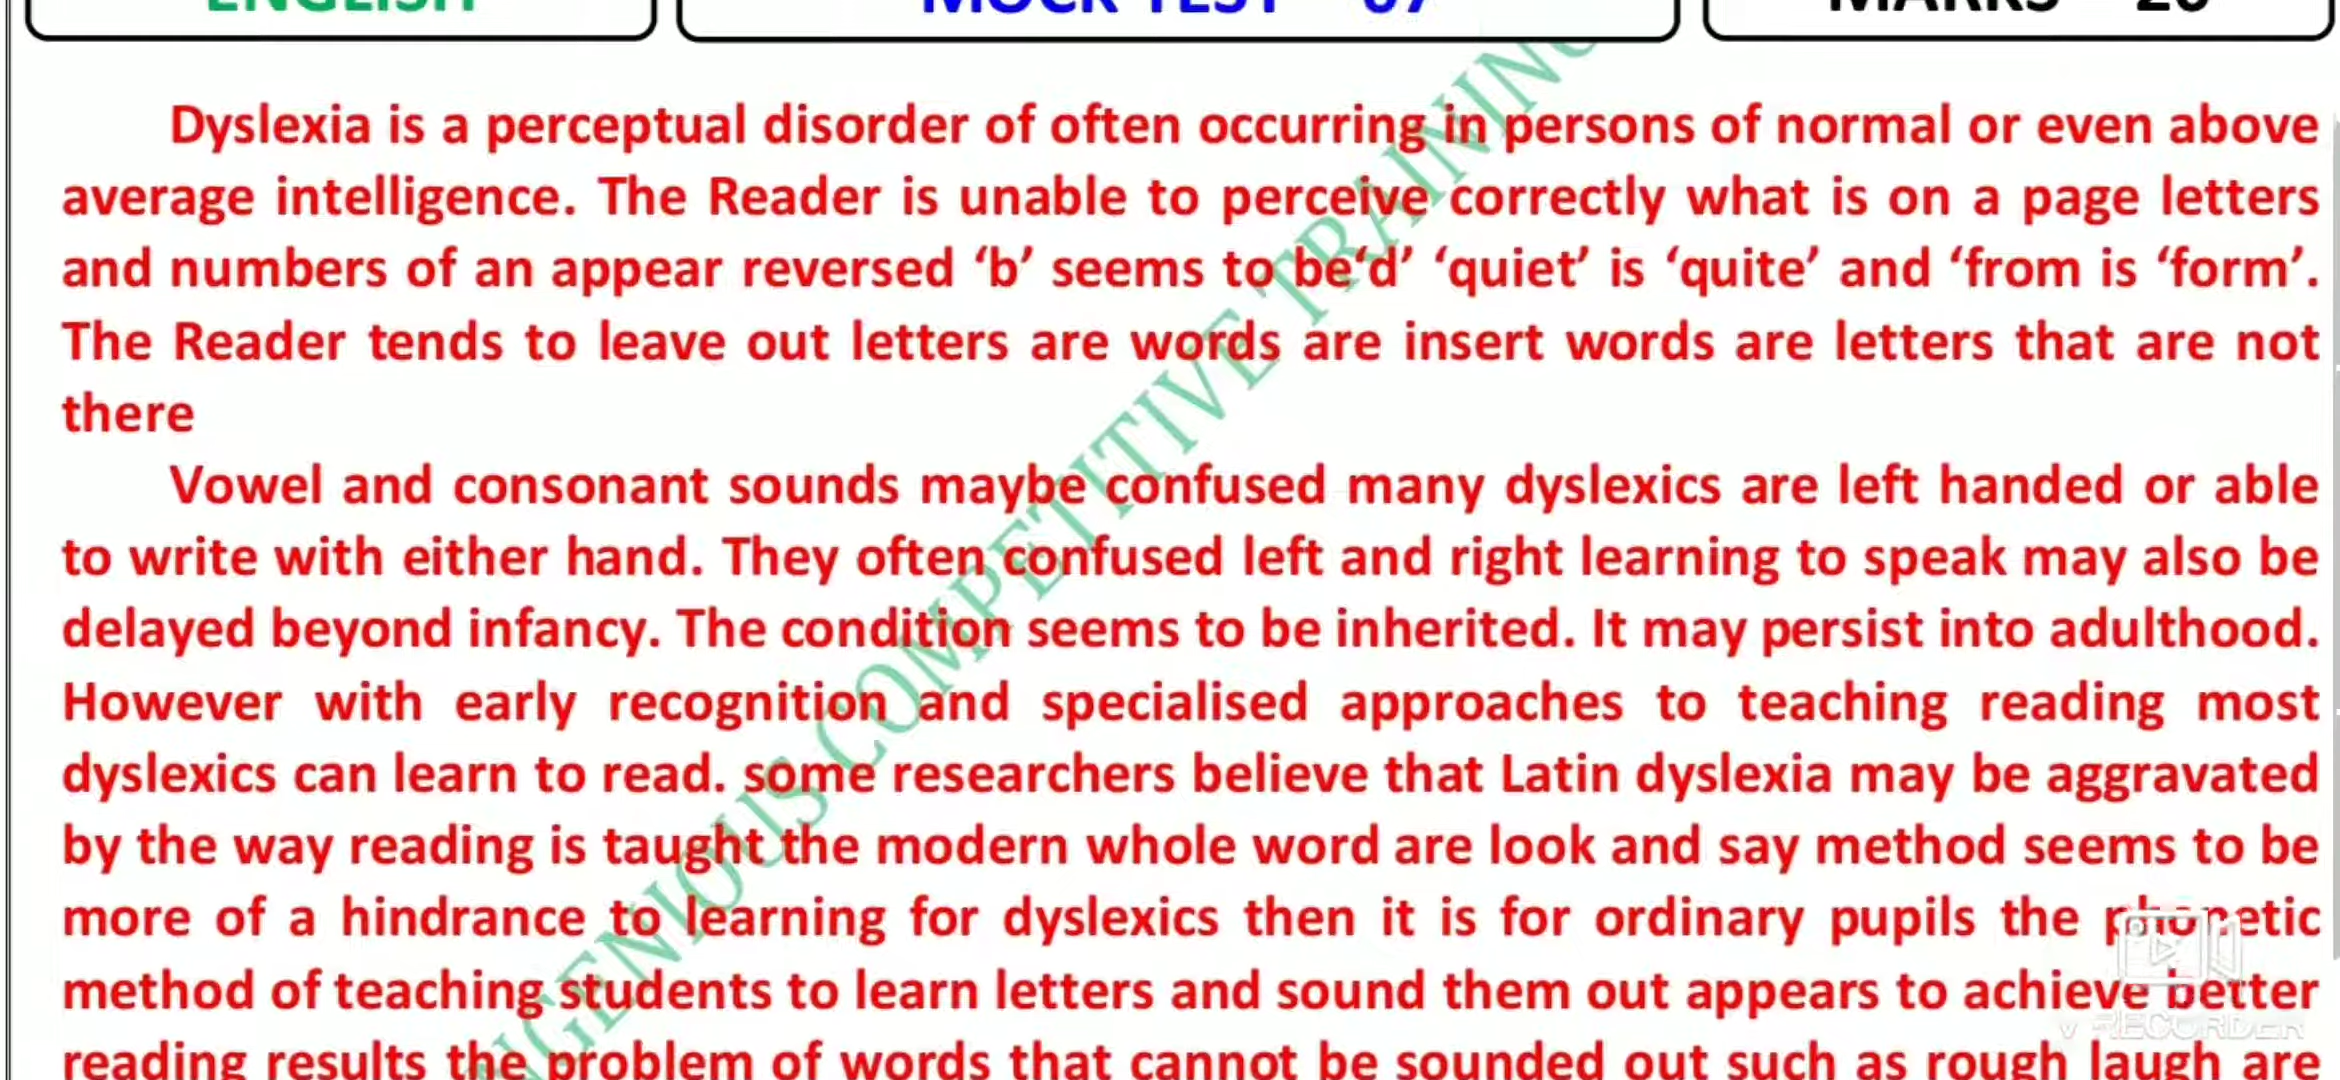 ENGLISH MOCK TEST – 07 MARKS – 20
Dyslexia is a perceptual disorder of often occurring in persons of normal or even above
average intelligence. The Reader is unable to perceive correctly what is on a page letters
and numbers of an appear reversed ‘b’ seems to be‘d’ ‘quiet’ is ‘quite’ and ‘from is ‘form’.
The Reader tends to leave out letters are words are insert words are letters that are not
there
Vowel and consonant sounds maybe confused many dyslexics are left handed or able
to write with either hand. They often confused left and right learning to speak may also be
delayed beyond infancy. The condition seems to be inherited. It may persist into adulthood.
However with early recognition and specialised approaches to teaching reading most
dyslexics can learn to read. some researchers believe that Latin dyslexia may be aggravated
by the way reading is taught the modern whole word are look and say method seems to be
more of a hindrance to learning for dyslexics then it is for ordinary pupils the phonetic
method of teaching students to learn letters and sound them out appears to achieve better
reading results the problem of words that cannot be sounded out such as rough laugh are
INGENIOUS COMPETITIVE TRAINING
V RECORDER